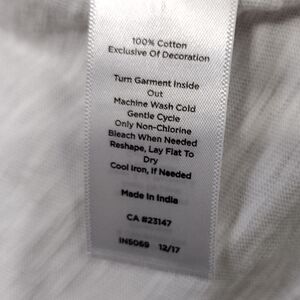 100% Cotton
Exclusive Of Decoration
Turn Garment Inside
Out
Machine Wash Cold
Gentle Cycle
Only Non-Chlorine
Bleach When Needed
Reshape, Lay Flat To
Dry
Cool Iron, If Needed
Made In India
CA #23147
IN5069 12/17